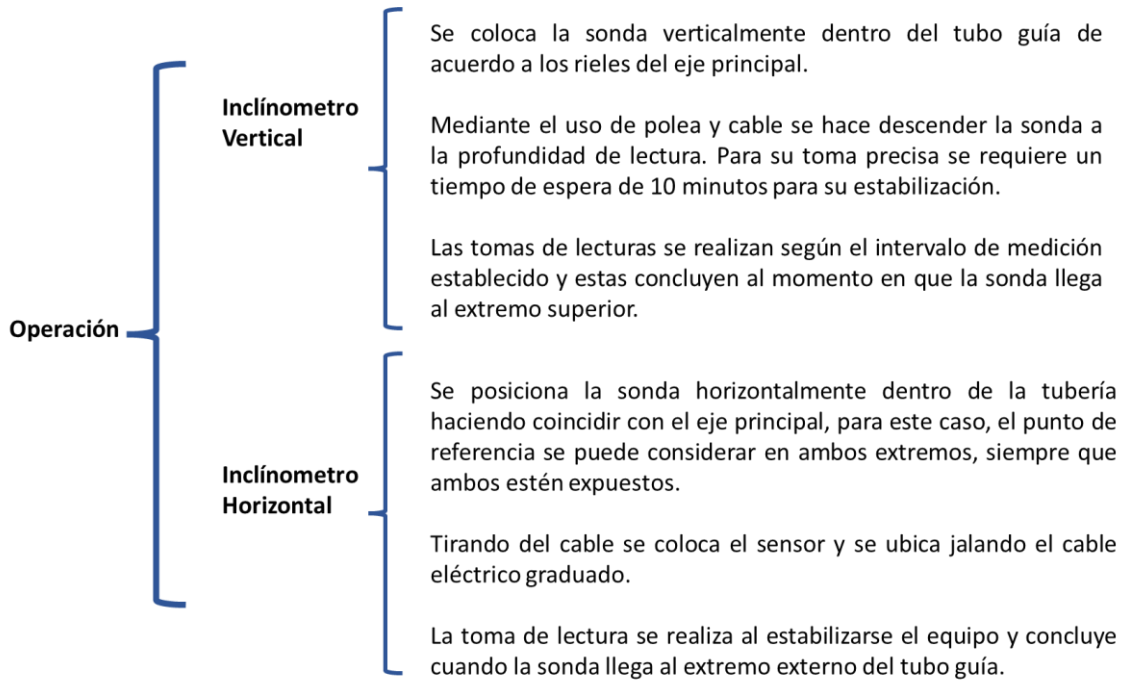 Operación
Inclínometro
Vertical
Se coloca la sonda verticalmente dentro del tubo guía de
acuerdo a los rieles del eje principal.
Mediante el uso de polea y cable se hace descender la sonda a
la profundidad de lectura. Para su toma precisa se requiere un
tiempo de espera de 10 minutos para su estabilización.
Las tomas de lecturas se realizan según el intervalo de medición
establecido y estas concluyen al momento en que la sonda llega
al extremo superior.
Inclínometro
Horizontal
Se posiciona la sonda horizontalmente dentro de la tubería
haciendo coincidir con el eje principal, para este caso, el punto de
referencia se puede considerar en ambos extremos, siempre que
ambos estén expuestos.
Tirando del cable se coloca el sensor y se ubica jalando el cable
eléctrico graduado.
La toma de lectura se realiza al estabilizarse el equipo y concluye
cuando la sonda llega al extremo externo del tubo guía.